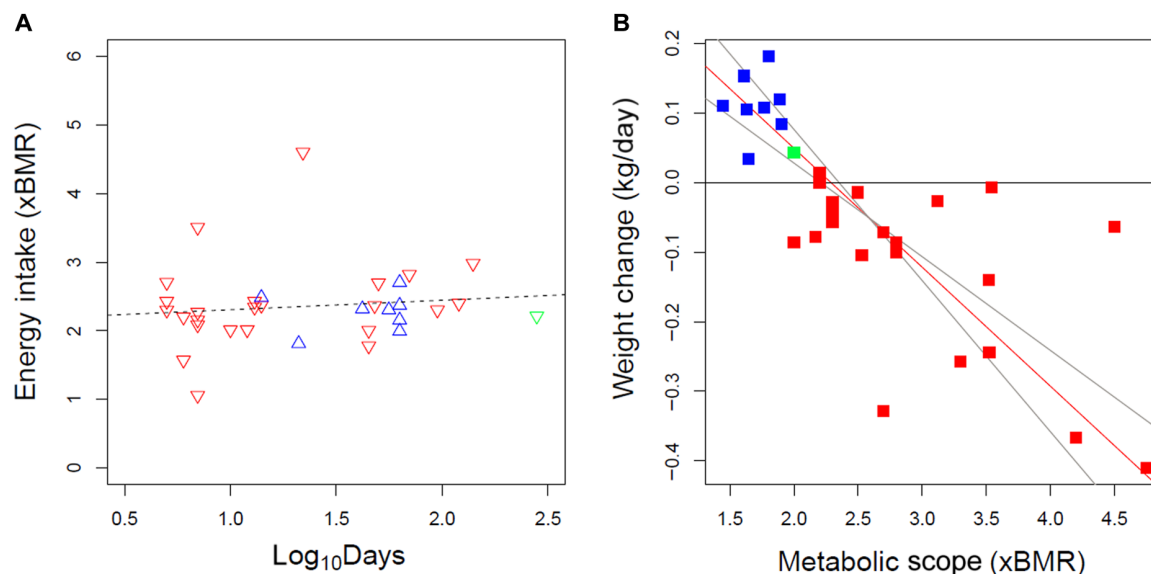 A
Energy intake (xBMR)
6
5
4
3
2
1
0
0.5 1.0 1.5 2.0 2.5
Log10Days
B
Weight change (kg/day)
0.2
0.1
0.0
−0.1
−0.2
−0.3
−0.4
1.5 2.0 2.5 3.0 3.5 4.0 4.5
Metabolic scope (xBMR)